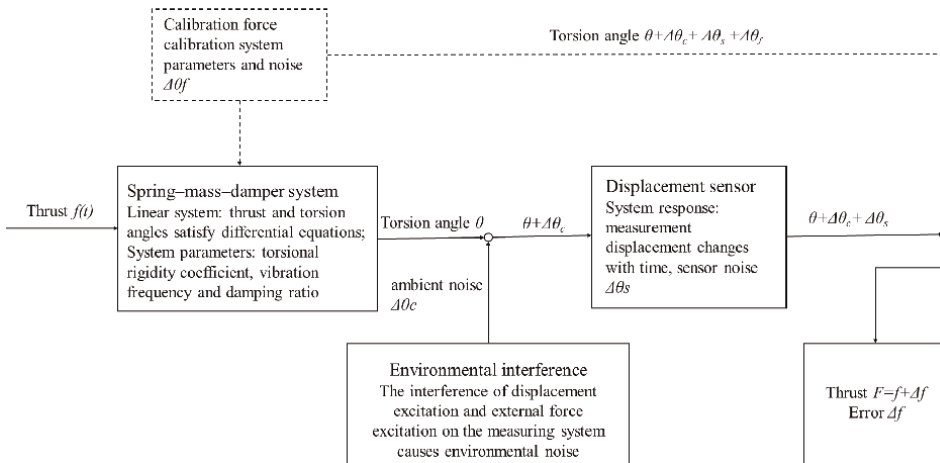 Calibration force
calibration system
parameters and noise
Δθf
Torsion angle θ+Δθc+Δθs+Δθf
Thrust f(t)
Spring–mass–damper system
Linear system: thrust and torsion
angles satisfy differential equations;
System parameters: torsional
rigidity coefficient, vibration
frequency and damping ratio
Torsion angle θ
θ+Δθc
ambient noise
Δθc
Displacement sensor
System response:
measurement
displacement changes
with time, sensor noise
Δθs
θ+Δθc+Δθs
Environmental interference
The interference of displacement
excitation and external force
excitation on the measuring system
causes environmental noise
Thrust F=f+Δf
Error Δf